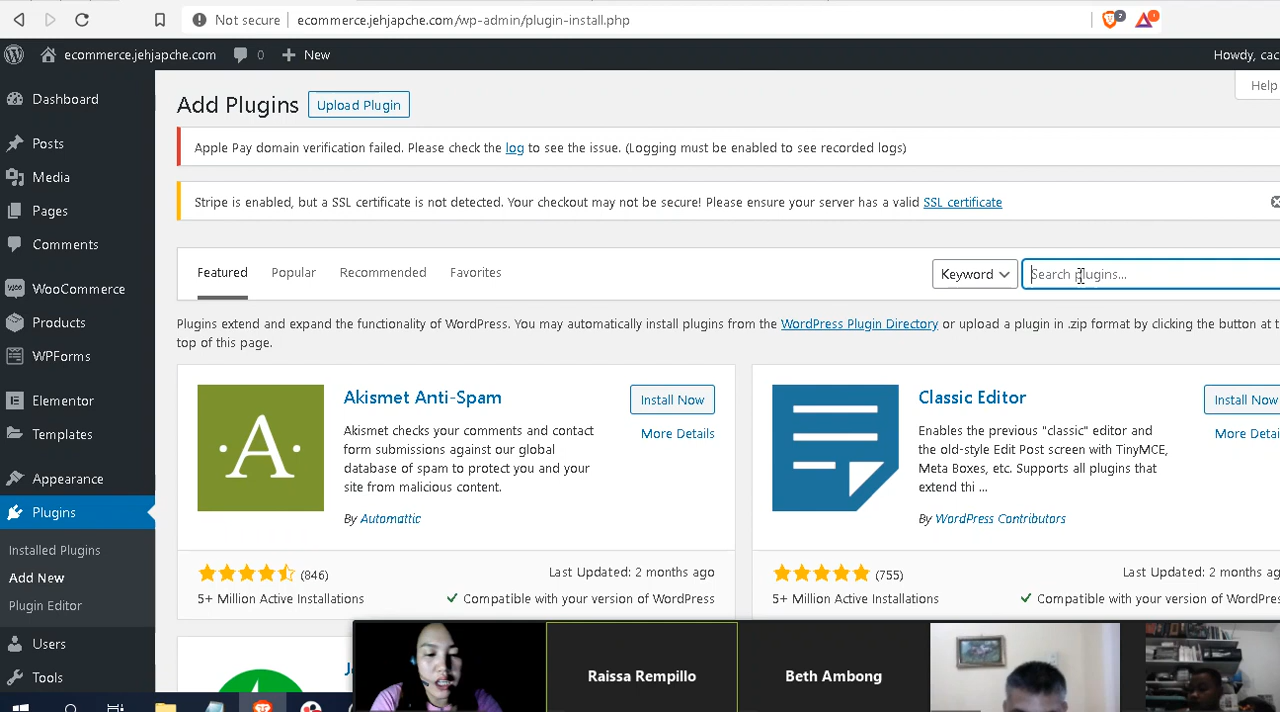 Not secure ecommerce.jehjapche.com/wp-admin/plugin-install.php 2 1
ecommerce.jehjapche.com 0 New Howdy, cac
Dashboard
Posts
Media
Pages
Comments
WooCommerce
Products
WPForms
Elementor
Templates
Appearance
Plugins
Installed Plugins
Add New
Plugin Editor
Users
Tools
Help
Add Plugins Upload Plugin
Apple Pay domain verification failed. Please check the log to see the issue. (Logging must be enabled to see recorded logs)
Stripe is enabled, but a SSL certificate is not detected. Your checkout may not be secure! Please ensure your server has a valid SSL certificate
Featured Popular Recommended Favorites Keyword Search plugins...
Plugins extend and expand the functionality of WordPress. You may automatically install plugins from the WordPress Plugin Directory or upload a plugin in .zip format by clicking the button at t
top of this page.
A
Akismet Anti-Spam
Install Now
More Details
Akismet checks your comments and contact
form submissions against our global
database of spam to protect you and your
site from malicious content.
By Automattic
(846)
5+ Million Active Installations
Last Updated: 2 months ago
Compatible with your version of WordPress
Classic Editor
Install Now
More Detai
Enables the previous "classic" editor and
the old-style Edit Post screen with TinyMCE,
Meta Boxes, etc. Supports all plugins that
extend thi ...
By WordPress Contributors
(755)
5+ Million Active Installations
Last Updated: 2 months ago
Compatible with your version of WordPres
Je
Raissa Rempillo
Beth Ambong